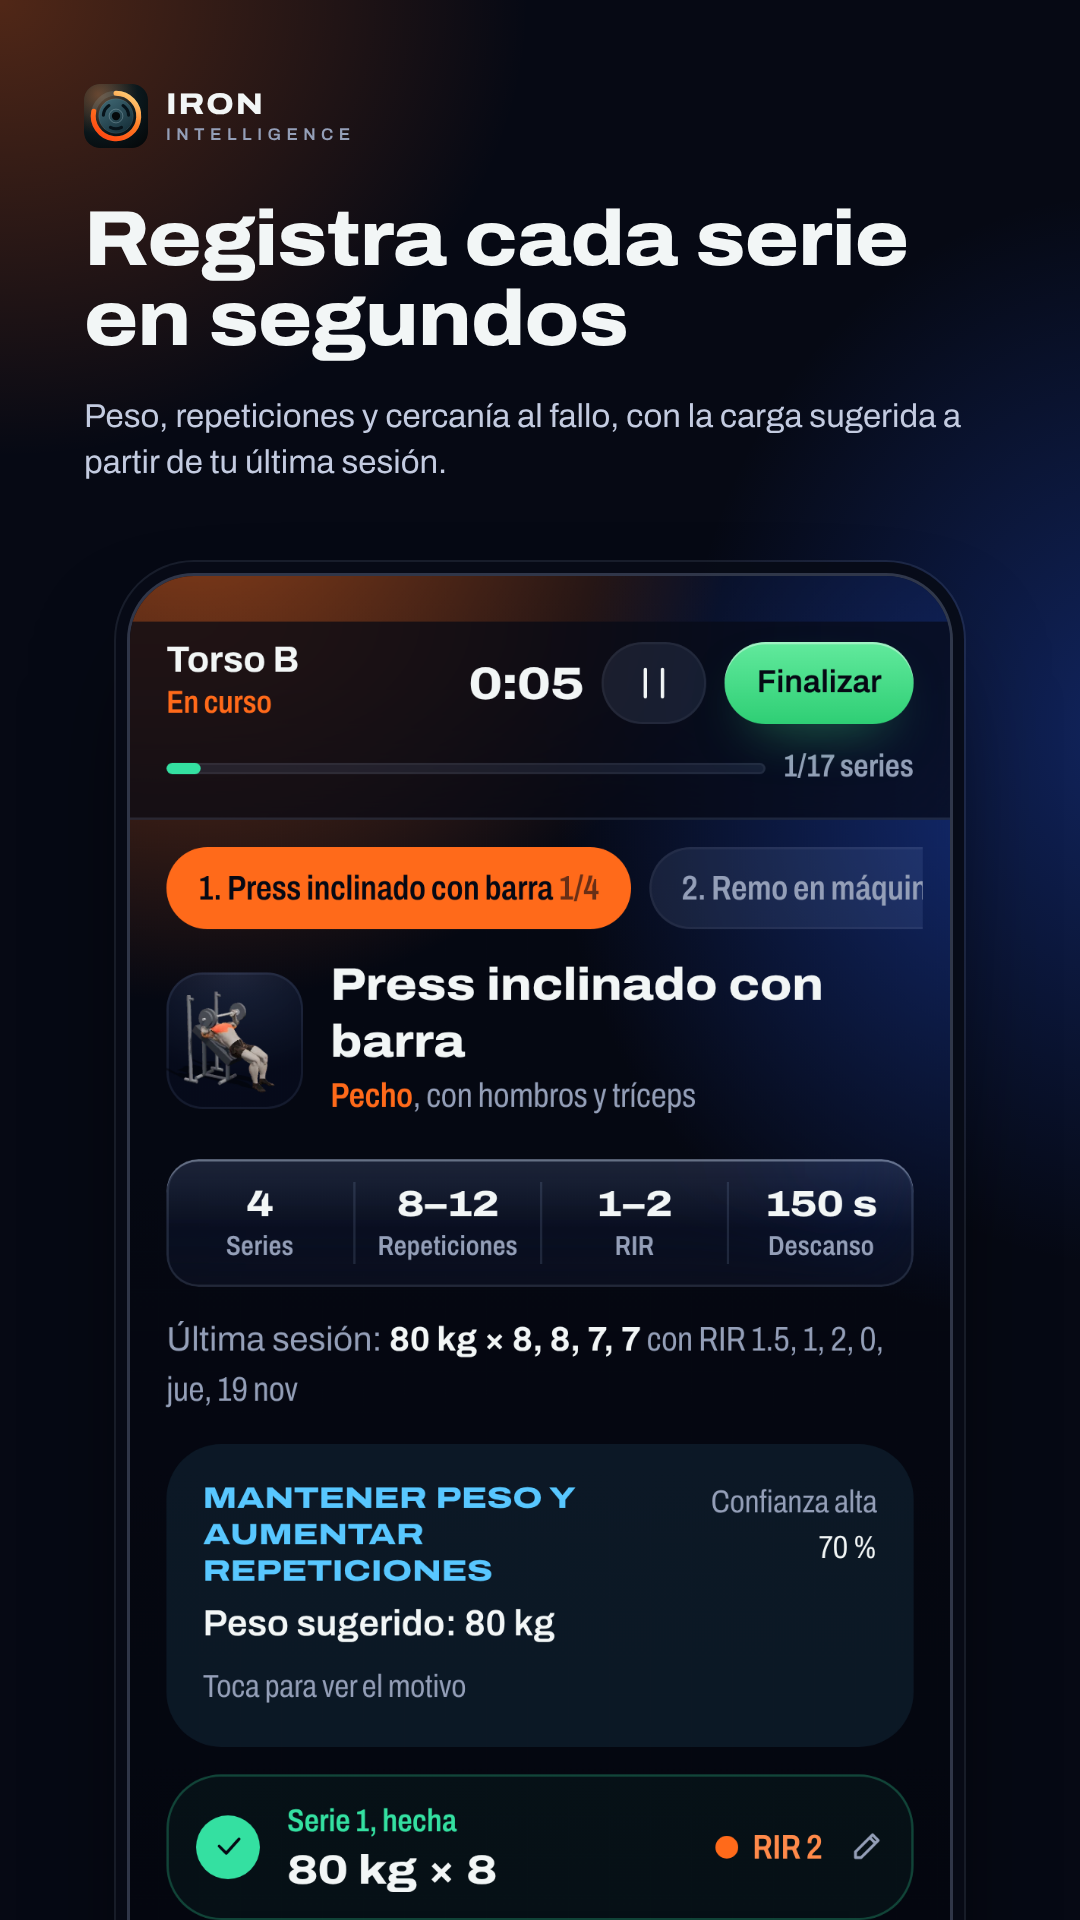 IRON
INTELLIGENCE
Registra cada serie
en segundos
Peso, repeticiones y cercanía al fallo, con la carga sugerida a
partir de tu última sesión.
Torso B
En curso
0:05
Finalizar
1/17 series
1. Press inclinado con barra 1/4
2. Remo en máquin
Press inclinado con
barra
Pecho, con hombros y tríceps
4
Series
8–12
Repeticiones
1–2
RIR
150 s
Descanso
Última sesión: 80 kg × 8, 8, 7, 7 con RIR 1.5, 1, 2, 0,
jue, 19 nov
MANTENER PESO Y
AUMENTAR
REPETICIONES
Confianza alta
70 %
Peso sugerido: 80 kg
Toca para ver el motivo
Serie 1, hecha
80 kg × 8
RIR 2